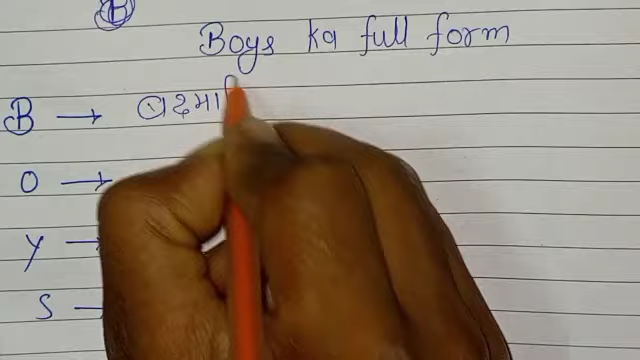 B
Boys ka full form
B →
O →
Y →
S →